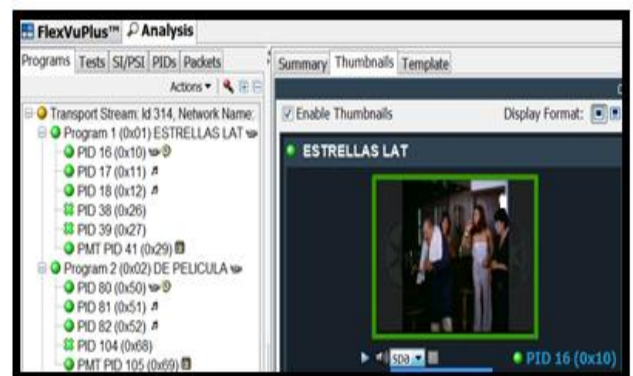 FlexVuPlus™ Analysis
Programs Tests SI/PSI PIDs Packets
Actions
Transport Stream: Id 314, Network Name:
Program 1 (0x01) ESTRELLAS LAT
PID 16 (0x10)
PID 17 (0x11)
PID 18 (0x12)
PID 38 (0x26)
PID 39 (0x27)
PMT PID 41 (0x29)
Program 2 (0x02) DE PELICULA
PID 80 (0x50)
PID 81 (0x51)
PID 82 (0x52)
PID 104 (0x68)
PMT PID 105 (0x69)
Summary Thumbnails Template
Enable Thumbnails Display Format:
ESTRELLAS LAT
spa PID 16 (0x10)